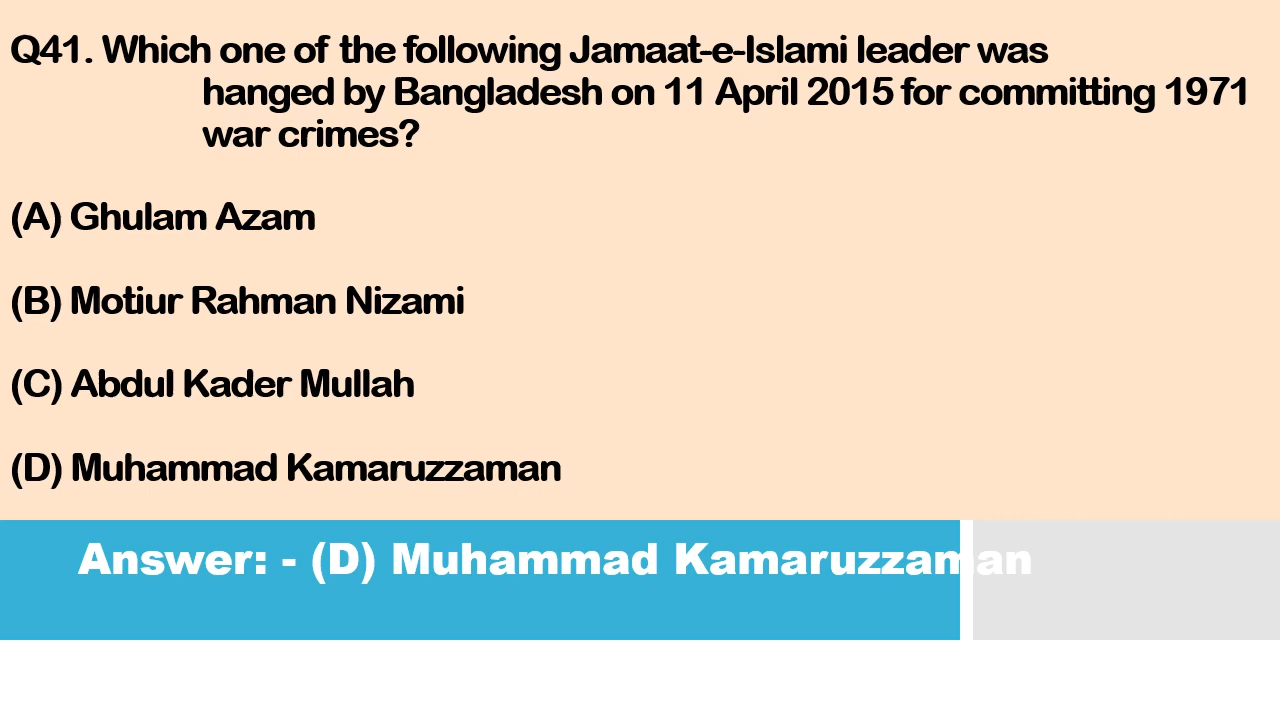 Q41. Which one of the following Jamaat-e-Islami leader was
hanged by Bangladesh on 11 April 2015 for committing 1971
war crimes?
(A) Ghulam Azam
(B) Motiur Rahman Nizami
(C) Abdul Kader Mullah
(D) Muhammad Kamaruzzaman
Answer: - (D) Muhammad Kamaruzzaman